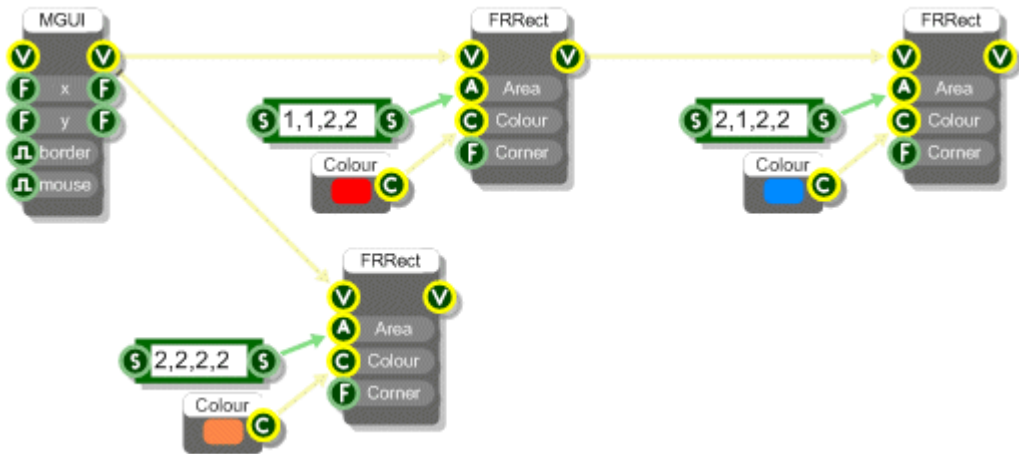 MGUI
V V
F x F
F y F
border
mouse
FRRect
V V
A Area
C Colour
F Corner
S 1,1,2,2 S
Colour
C
FRRect
V V
A Area
C Colour
F Corner
S 2,1,2,2 S
Colour
C
FRRect
V V
A Area
C Colour
F Corner
S 2,2,2,2 S
Colour
C